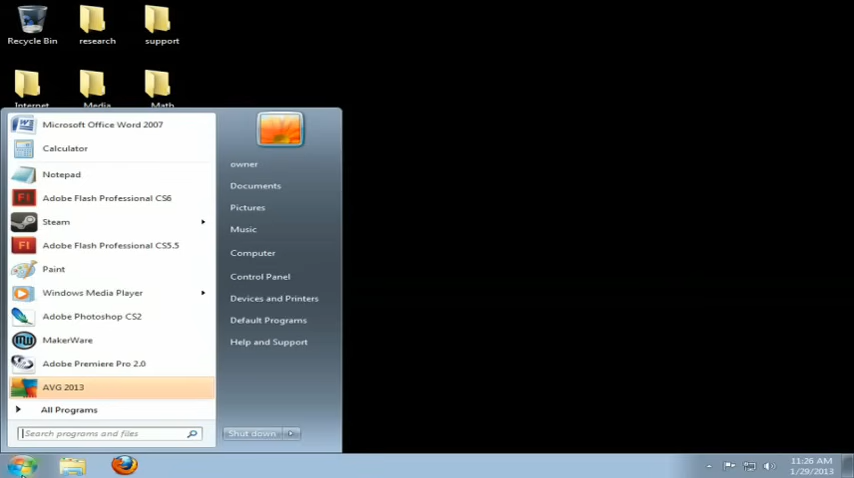 Recycle Bin
research
support
Internet
Media
Math
Microsoft Office Word 2007
Calculator
Notepad
Adobe Flash Professional CS6
Steam
Adobe Flash Professional CS5.5
Paint
Windows Media Player
Adobe Photoshop CS2
MakerWare
Adobe Premiere Pro 2.0
AVG 2013
All Programs
Search programs and files
owner
Documents
Pictures
Music
Computer
Control Panel
Devices and Printers
Default Programs
Help and Support
Shut down
11:26 AM
1/29/2013